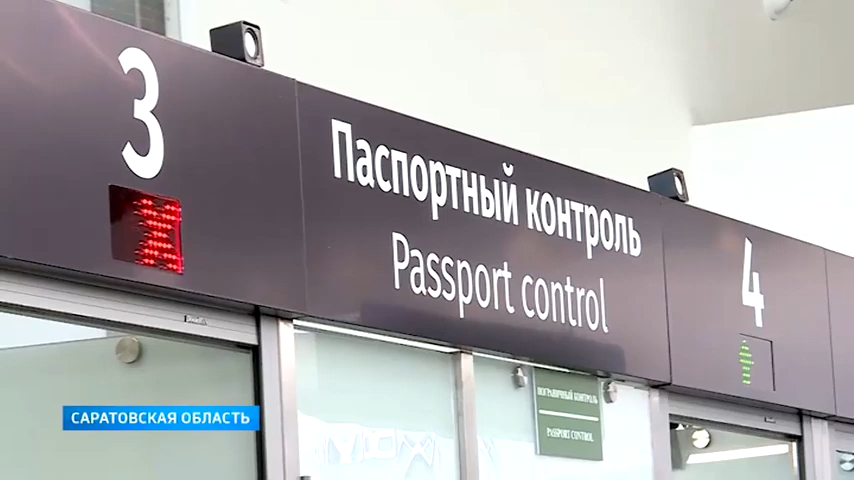 3
Паспортный контроль
Passport control
4
ПОГРАНИЧНЫЙ КОНТРОЛЬ
PASSPORT CONTROL
САРАТОВСКАЯ ОБЛАСТЬ